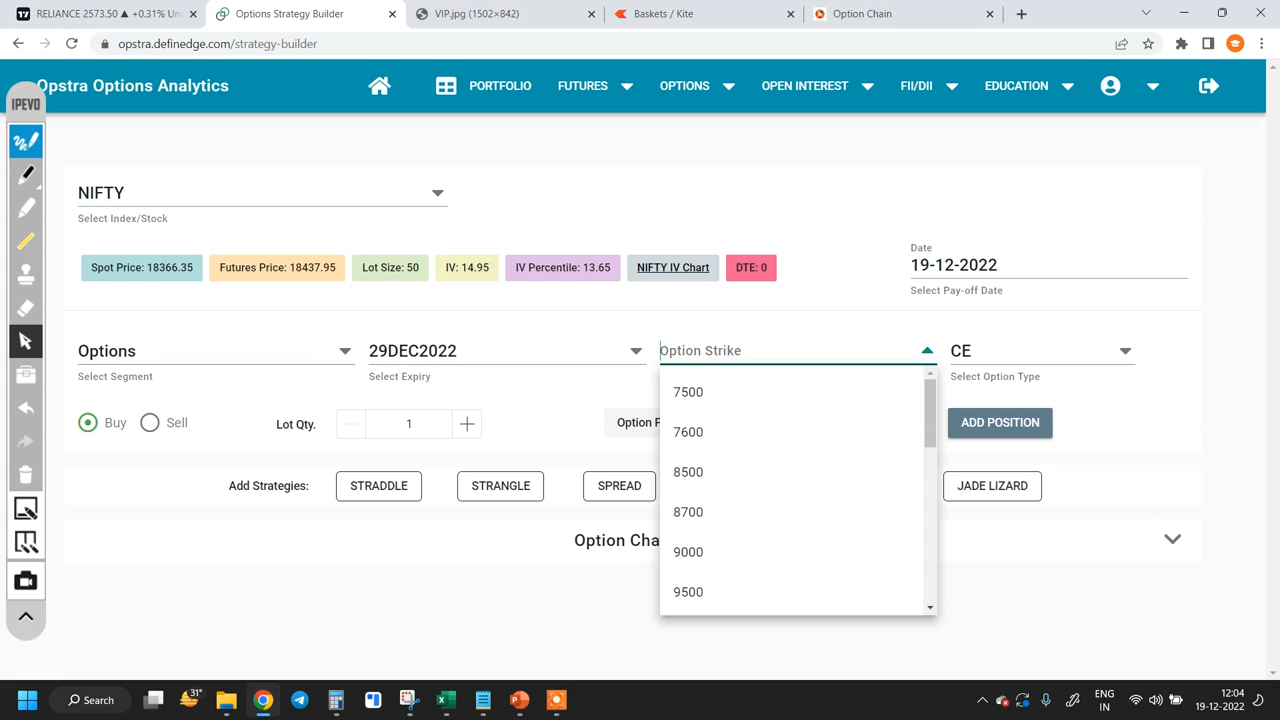 RELIANCE 2573.50 ▲ +0.31% Un
Options Strategy Builder
VIP.jpg (1502×842)
Baskets / Kite
Option Chain
opstra.definedge.com/strategy-builder
Opstra Options Analytics
PORTFOLIO
FUTURES
OPTIONS
OPEN INTEREST
FII/DII
EDUCATION
IPEVO
NIFTY
Select Index/Stock
Spot Price: 18366.35
Futures Price: 18437.95
Lot Size: 50
IV: 14.95
IV Percentile: 13.65
NIFTY IV Chart
DTE: 0
Date
19-12-2022
Select Pay-off Date
Options
Select Segment
29DEC2022
Select Expiry
Option Strike
CE
Select Option Type
7500
7600
8500
8700
9000
9500
Buy
Sell
Lot Qty.
1
Option P
ADD POSITION
Add Strategies:
STRADDLE
STRANGLE
SPREAD
JADE LIZARD
Option Cha
31°
Search
ENG
IN
12:04
19-12-2022